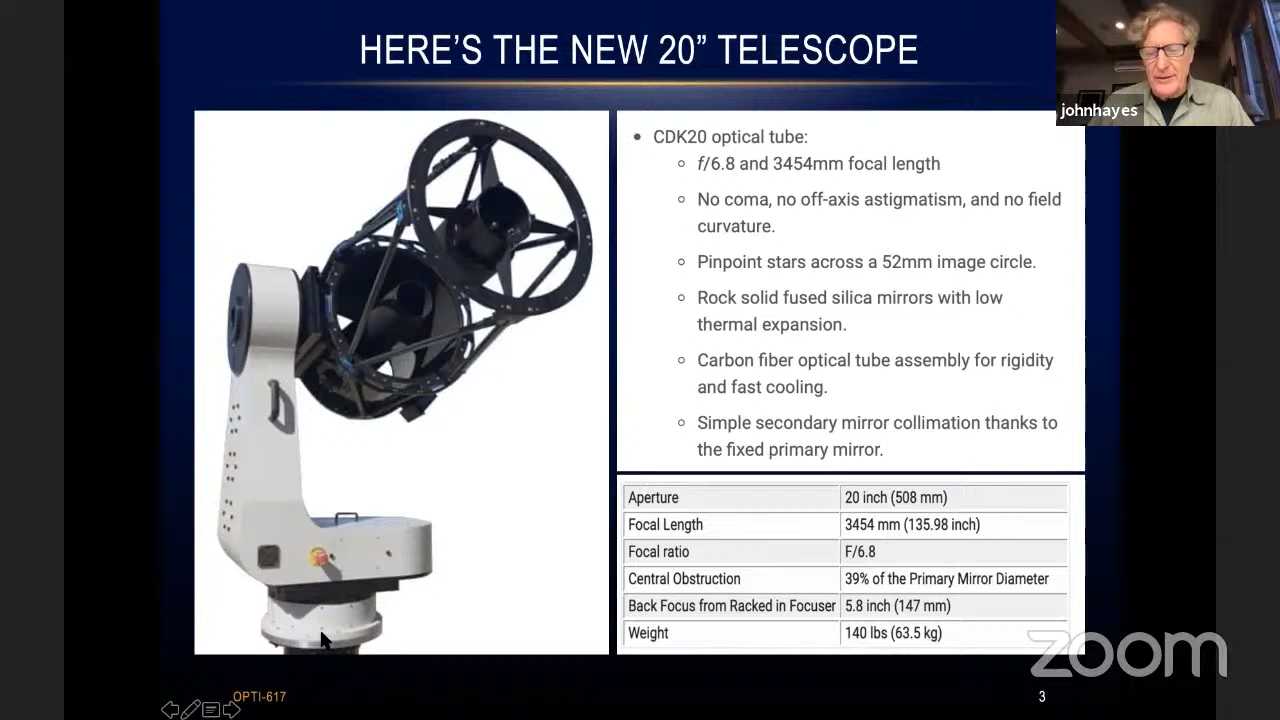 HERE'S THE NEW 20” TELESCOPE
johnhayes
• CDK20 optical tube:
○ f/6.8 and 3454mm focal length
○ No coma, no off-axis astigmatism, and no field
curvature.
○ Pinpoint stars across a 52mm image circle.
○ Rock solid fused silica mirrors with low
thermal expansion.
○ Carbon fiber optical tube assembly for rigidity
and fast cooling.
○ Simple secondary mirror collimation thanks to
the fixed primary mirror.
Aperture 20 inch (508 mm)
Focal Length 3454 mm (135.98 inch)
Focal ratio F/6.8
Central Obstruction 39% of the Primary Mirror Diameter
Back Focus from Racked in Focuser 5.8 inch (147 mm)
Weight 140 lbs (63.5 kg)
zoom
OPTI-617
3